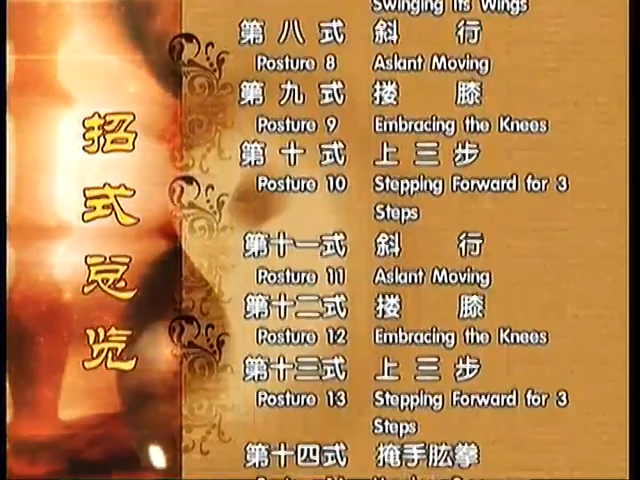 Swinging Its Wings
第八式 斜行
Posture 8 Aslant Moving
第九式 搂膝
Posture 9 Embracing the Knees
第十式 上三步
Posture 10 Stepping Forward for 3
Steps
第十一式 斜行
Posture 11 Aslant Moving
第十二式 搂膝
Posture 12 Embracing the Knees
第十三式 上三步
Posture 13 Stepping Forward for 3
Steps
第十四式 掩手肱拳
招式总览